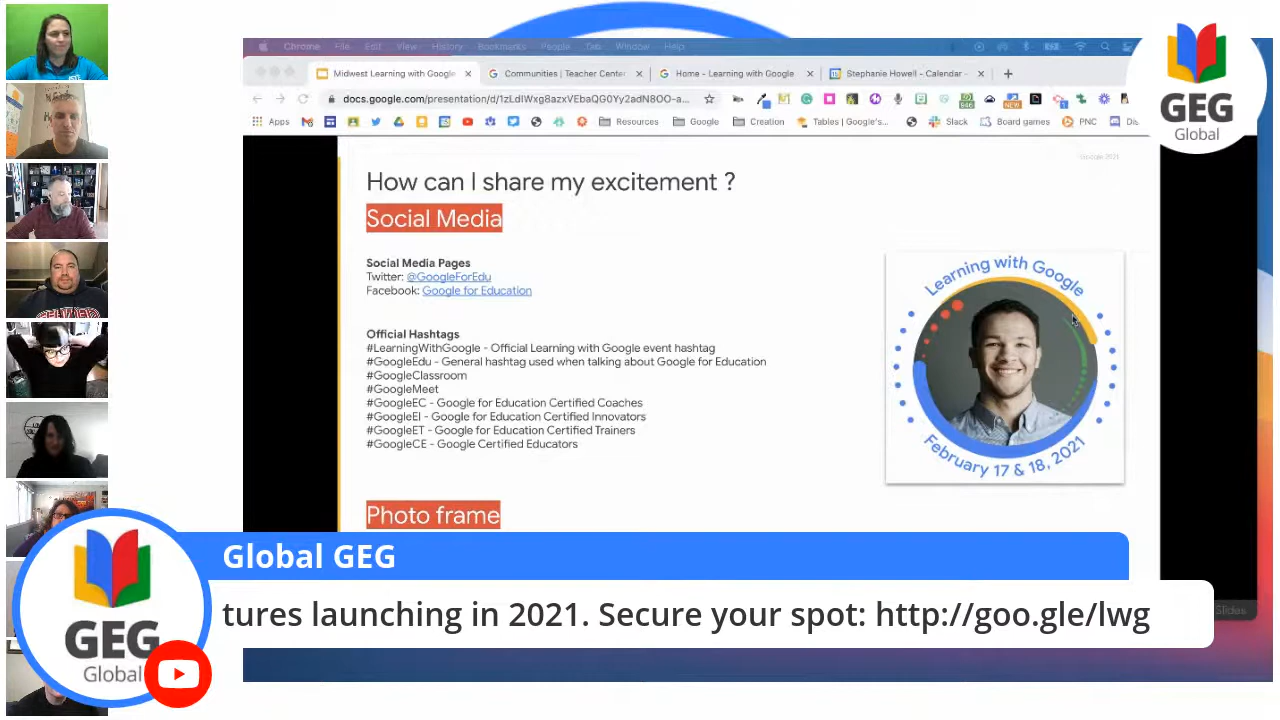 Chrome File Edit View History Bookmarks People Tab Window Help
Midwest Learning with Google
Communities | Teacher Center
Home - Learning with Google
Stephanie Howell - Calendar -
docs.google.com/presentation/d/1zLdIWxg8azxVEbaQG0Yy2adN8OO-a...
Apps
Resources
Google
Creation
Tables | Google's...
Slack
Board games
PNC
Dis
GEG
Global
How can I share my excitement ?
Social Media
Social Media Pages
Twitter: @GoogleForEdu
Facebook: Google for Education
Official Hashtags
#LearningWithGoogle - Official Learning with Google event hashtag
#GoogleEdu - General hashtag used when talking about Google for Education
#GoogleClassroom
#GoogleMeet
#GoogleEC - Google for Education Certified Coaches
#GoogleEI - Google for Education Certified Innovators
#GoogleET - Google for Education Certified Trainers
#GoogleCE - Google Certified Educators
Learning with Google
February 17 & 18, 2021
Photo frame
Global GEG
tures launching in 2021. Secure your spot: http://goo.gle/lwg
GEG
Global
Slides